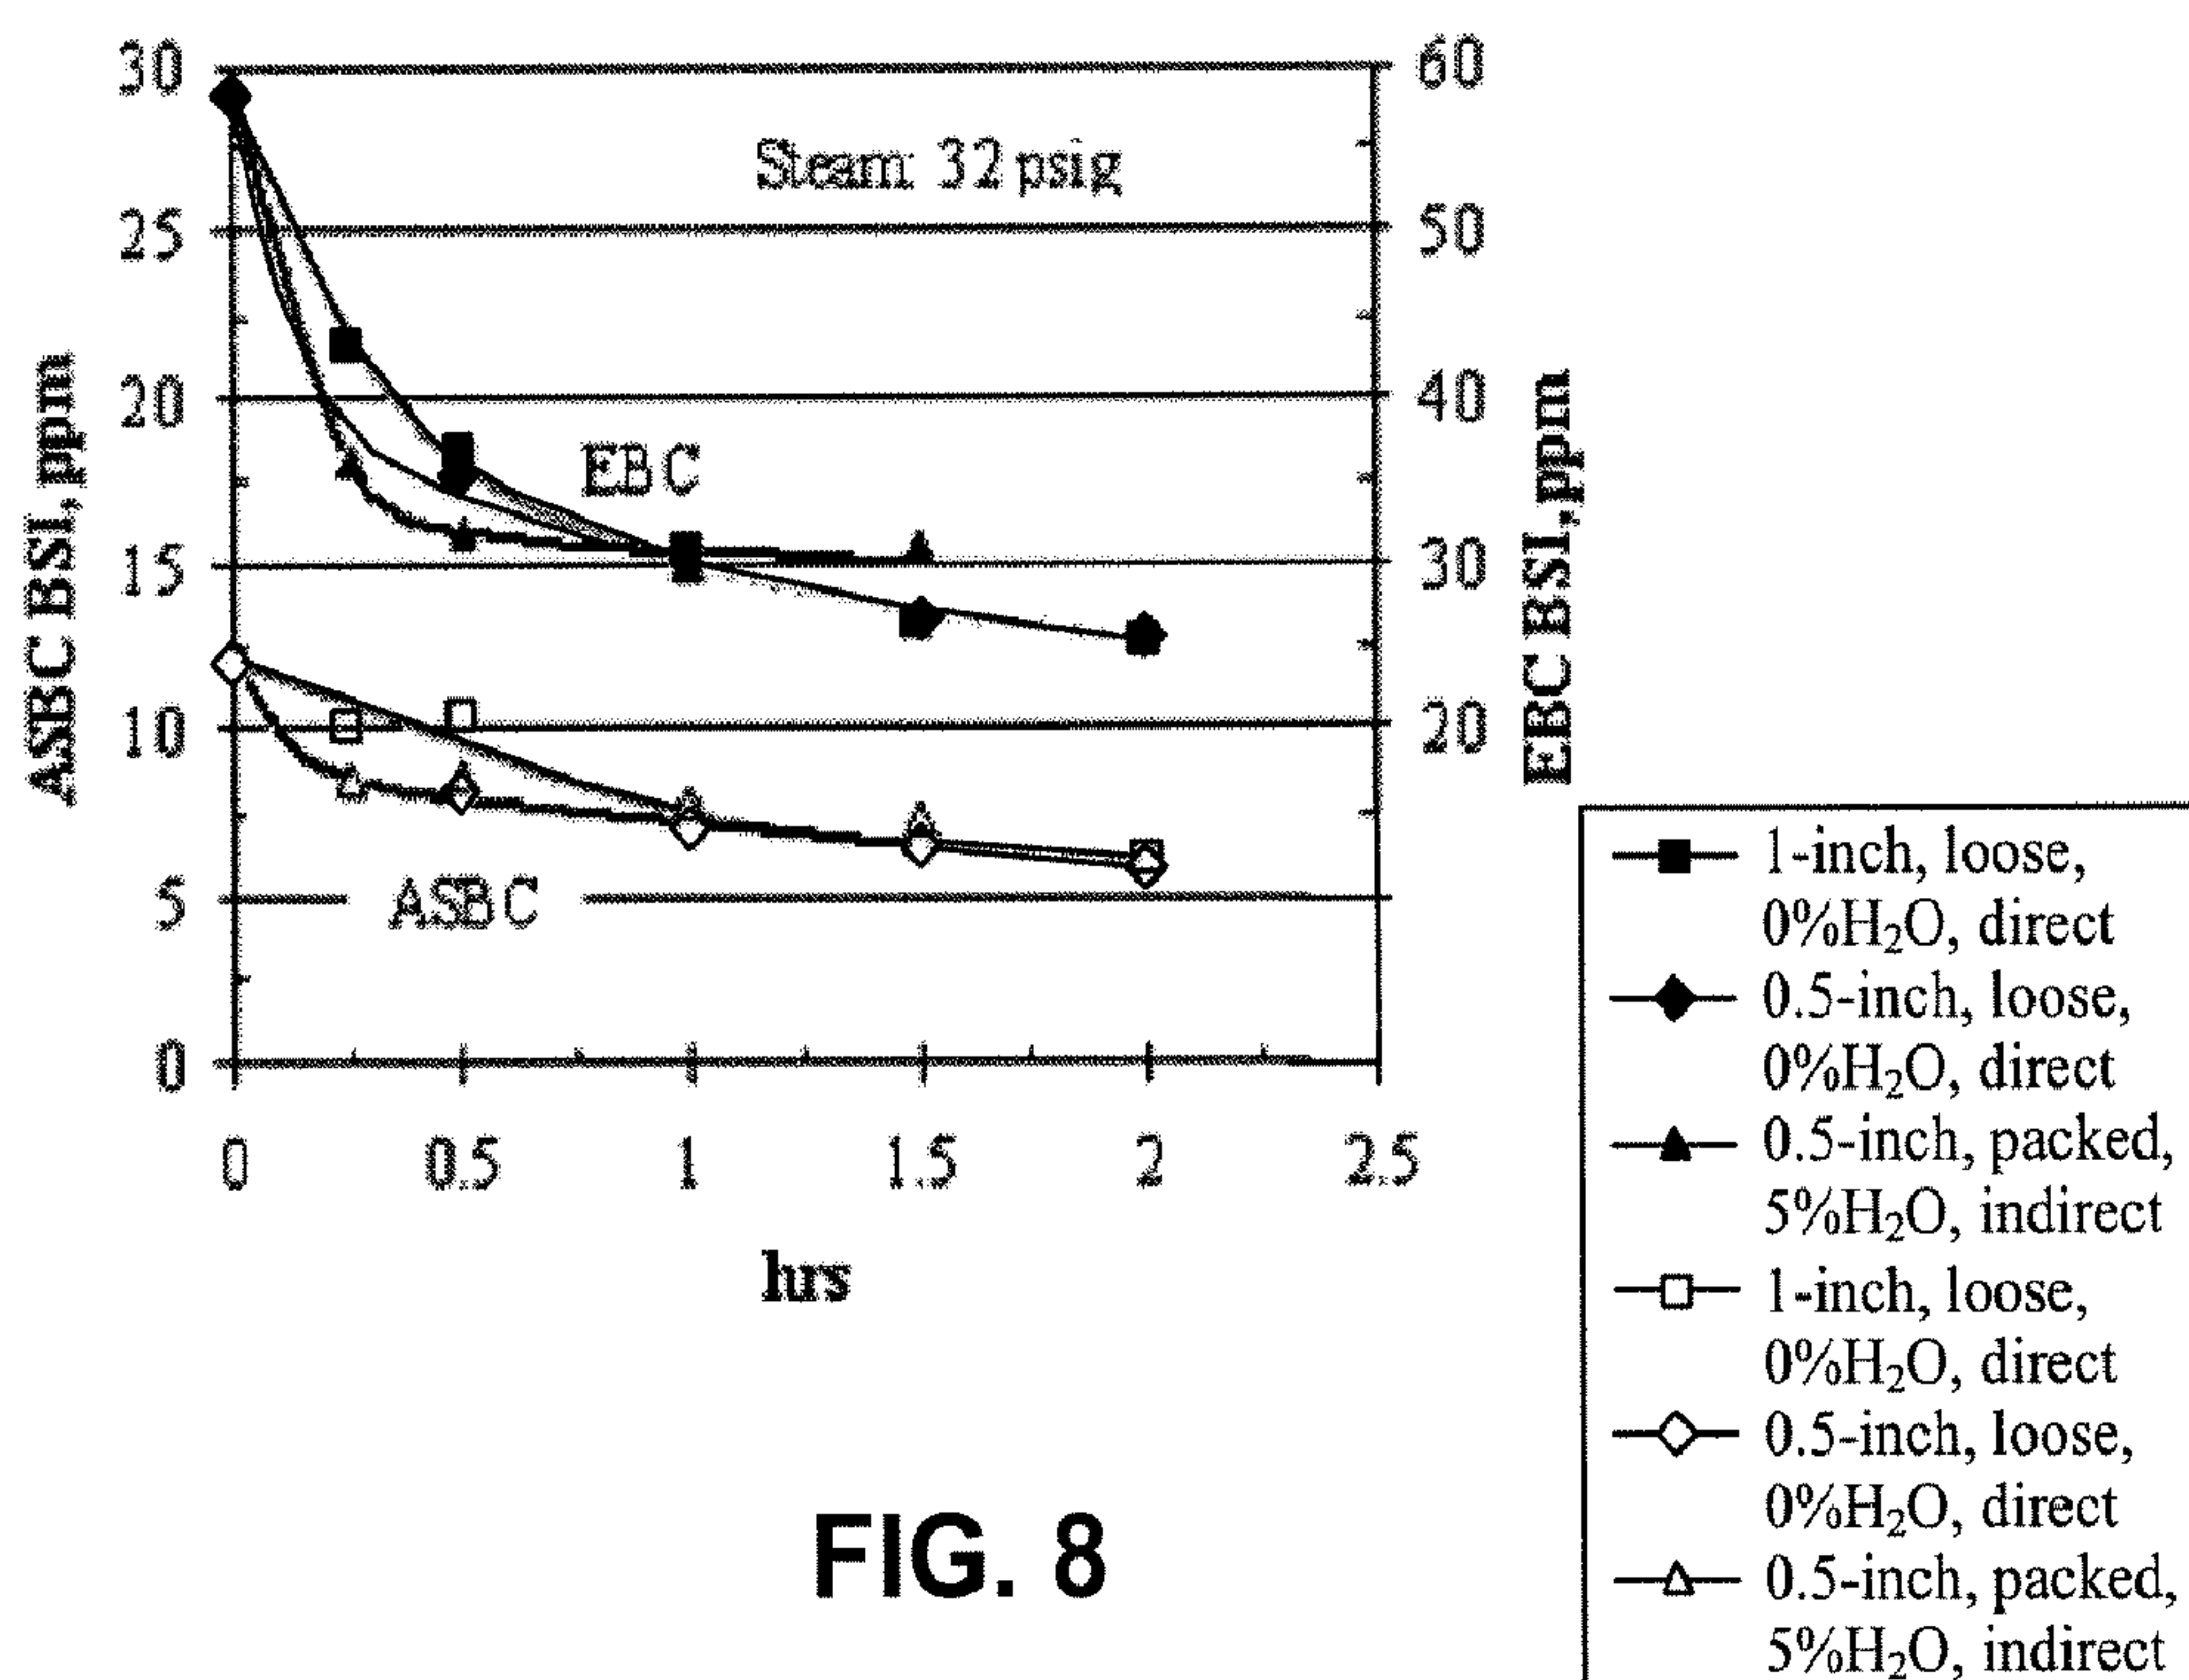 30
25
20
15
10
5
0
ASBC BSI, ppm
Steam: 32 psig
EBC
ASBC
60
50
40
30
20
EBC BSI, ppm
0
0.5
1
1.5
2
2.5
hrs
1-inch, loose,
0%H₂O, direct
0.5-inch, loose,
0%H₂O, direct
0.5-inch, packed,
5%H₂O, indirect
1-inch, loose,
0%H₂O, direct
0.5-inch, loose,
0%H₂O, direct
0.5-inch, packed,
5%H₂O, indirect
FIG. 8